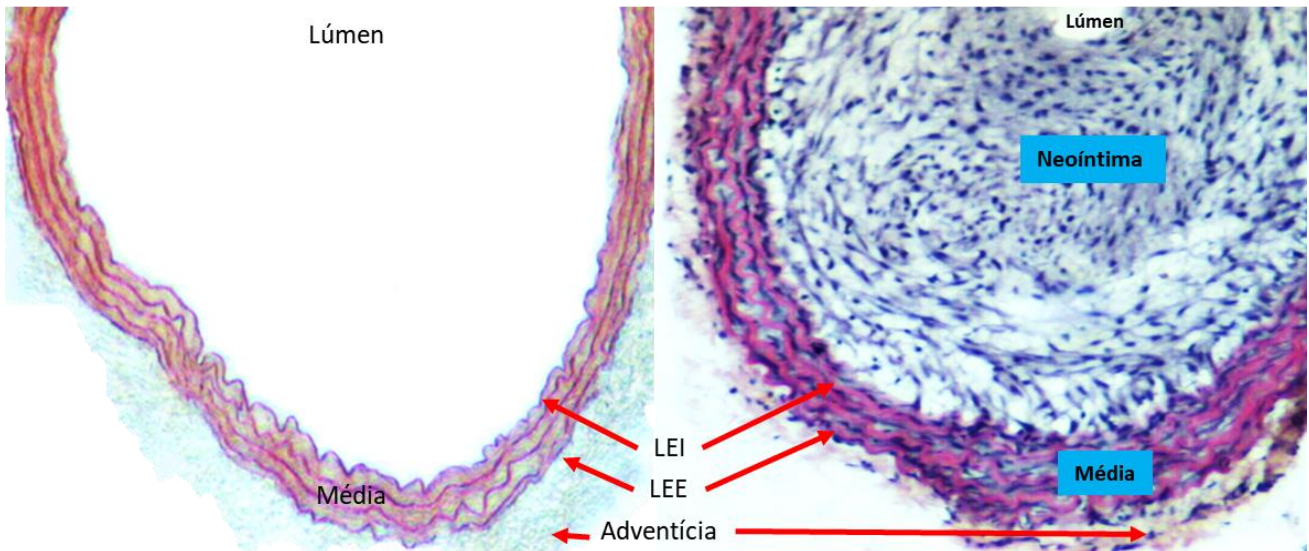 Lúmen
Média
LEI
LEE
Adventícia
Lúmen
Neoíntima
Média